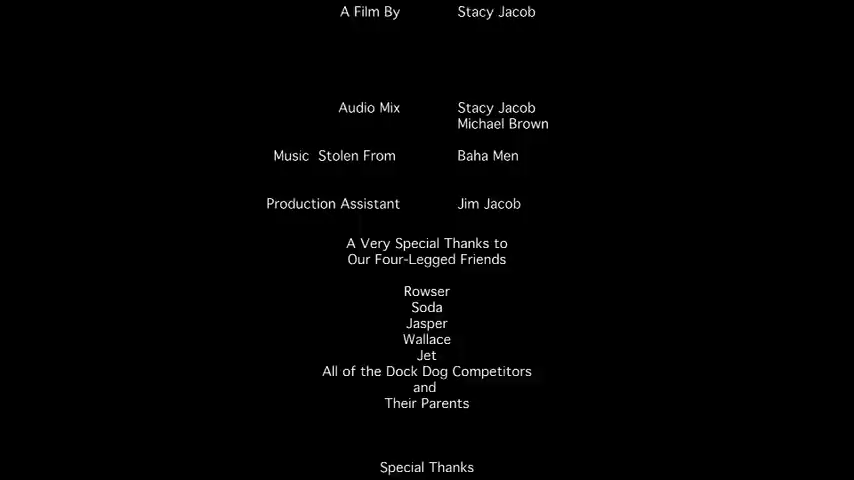 A Film By Stacy Jacob
Audio Mix Stacy Jacob
Michael Brown
Music Stolen From Baha Men
Production Assistant Jim Jacob
A Very Special Thanks to
Our Four-Legged Friends
Rowser
Soda
Jasper
Wallace
Jet
All of the Dock Dog Competitors
and
Their Parents
Special Thanks